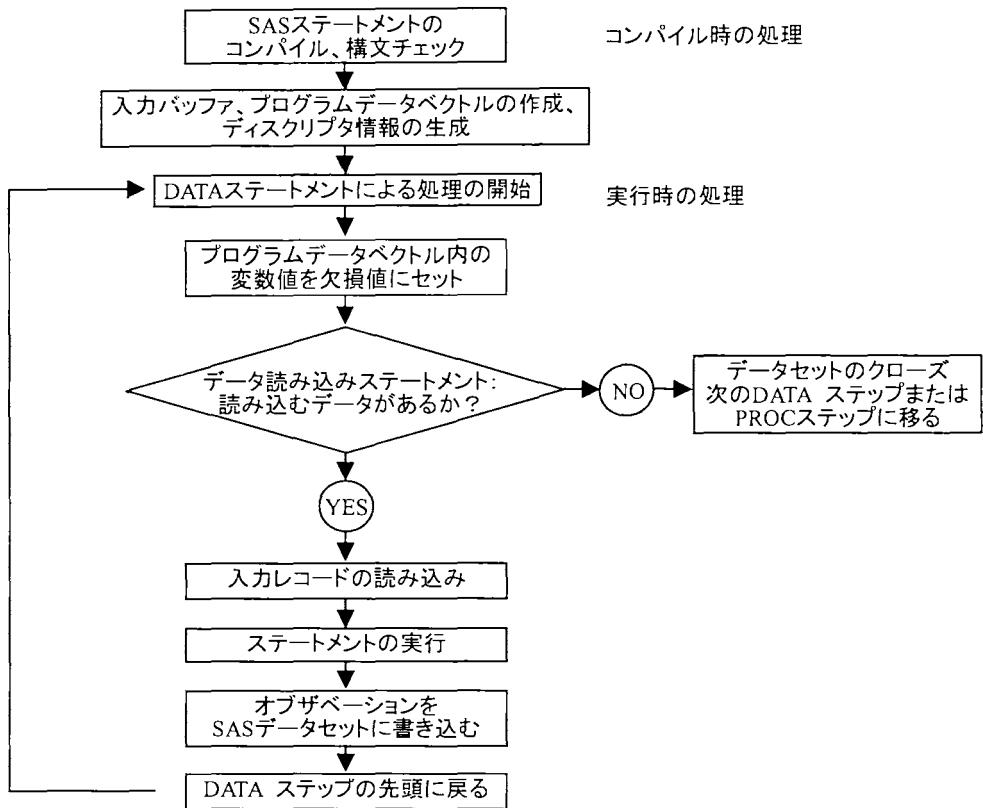 SASステートメントの
コンパイル、構文チェック
コンパイル時の処理
入力バッファ、プログラムデータベクトルの作成、
ディスクリプタ情報の生成
DATAステートメントによる処理の開始
実行時の処理
プログラムデータベクトル内の
変数値を欠損値にセット
データ読み込みステートメント:
読み込むデータがあるか?
NO
データセットのクローズ
次のDATA ステップまたは
PROCステップに移る
YES
入力レコードの読み込み
ステートメントの実行
オブザベーションを
SASデータセットに書き込む
DATA ステップの先頭に戻る